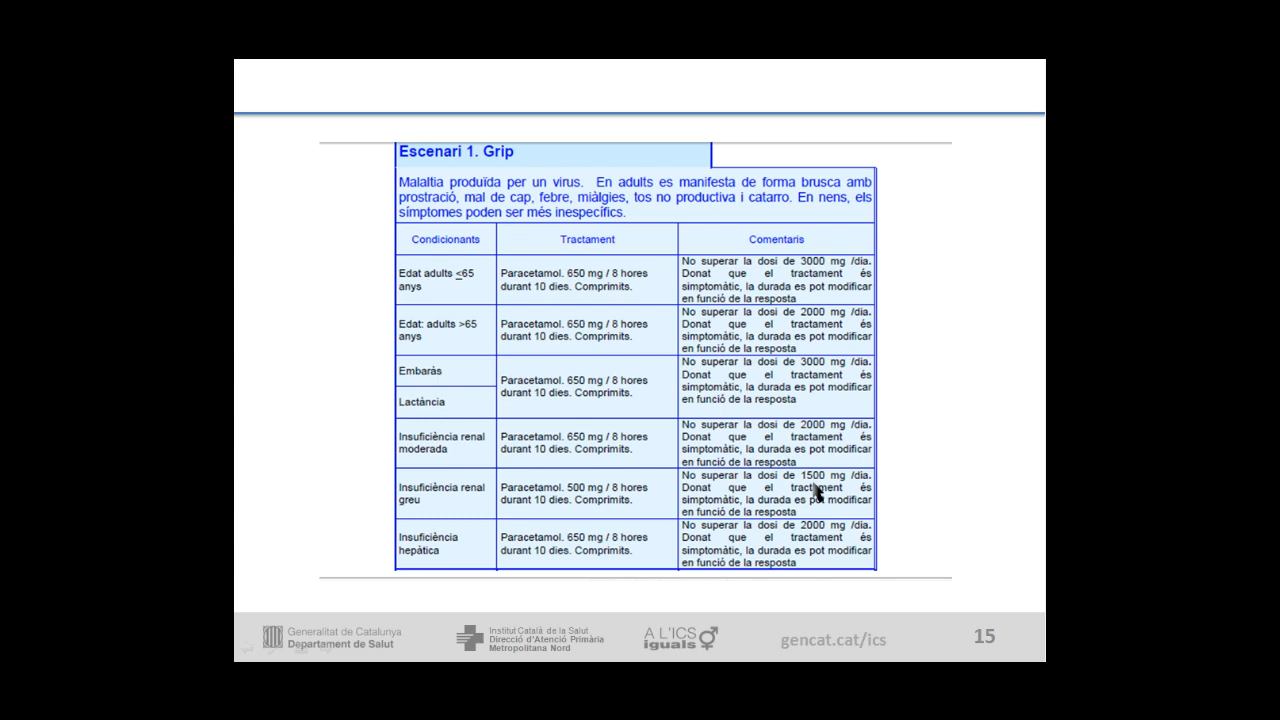 Escenari 1. Grip
Malaltia produïda per un virus. En adults es manifesta de forma brusca amb
prostració, mal de cap, febre, miàlgies, tos no productiva i catarro. En nens, els
símptomes poden ser més inespecífics.
Condicionants
Tractament
Comentaris
Edat adults ≤65
anys
Paracetamol. 650 mg / 8 hores
durant 10 dies. Comprimits.
No superar la dosi de 3000 mg /dia.
Donat que el tractament és
simptomàtic, la durada es pot modificar
en funció de la resposta
Edat: adults >65
anys
Paracetamol. 650 mg / 8 hores
durant 10 dies. Comprimits.
No superar la dosi de 2000 mg /dia.
Donat que el tractament és
simptomàtic, la durada es pot modificar
en funció de la resposta
Embaràs
Lactància
Paracetamol. 650 mg / 8 hores
durant 10 dies. Comprimits.
No superar la dosi de 3000 mg /dia.
Donat que el tractament és
simptomàtic, la durada es pot modificar
en funció de la resposta
Insuficiència renal
moderada
Paracetamol. 650 mg / 8 hores
durant 10 dies. Comprimits.
No superar la dosi de 2000 mg /dia.
Donat que el tractament és
simptomàtic, la durada es pot modificar
en funció de la resposta
Insuficiència renal
greu
Paracetamol. 500 mg / 8 hores
durant 10 dies. Comprimits.
No superar la dosi de 1500 mg /dia.
Donat que el tractament és
simptomàtic, la durada es pot modificar
en funció de la resposta
Insuficiència
hepàtica
Paracetamol. 650 mg / 8 hores
durant 10 dies. Comprimits.
No superar la dosi de 2000 mg /dia.
Donat que el tractament és
simptomàtic, la durada es pot modificar
en funció de la resposta
Generalitat de Catalunya
Departament de Salut
Institut Català de la Salut
Direcció d'Atenció Primària
Metropolitana Nord
A L'ICS
iguals
gencat.cat/ics
15